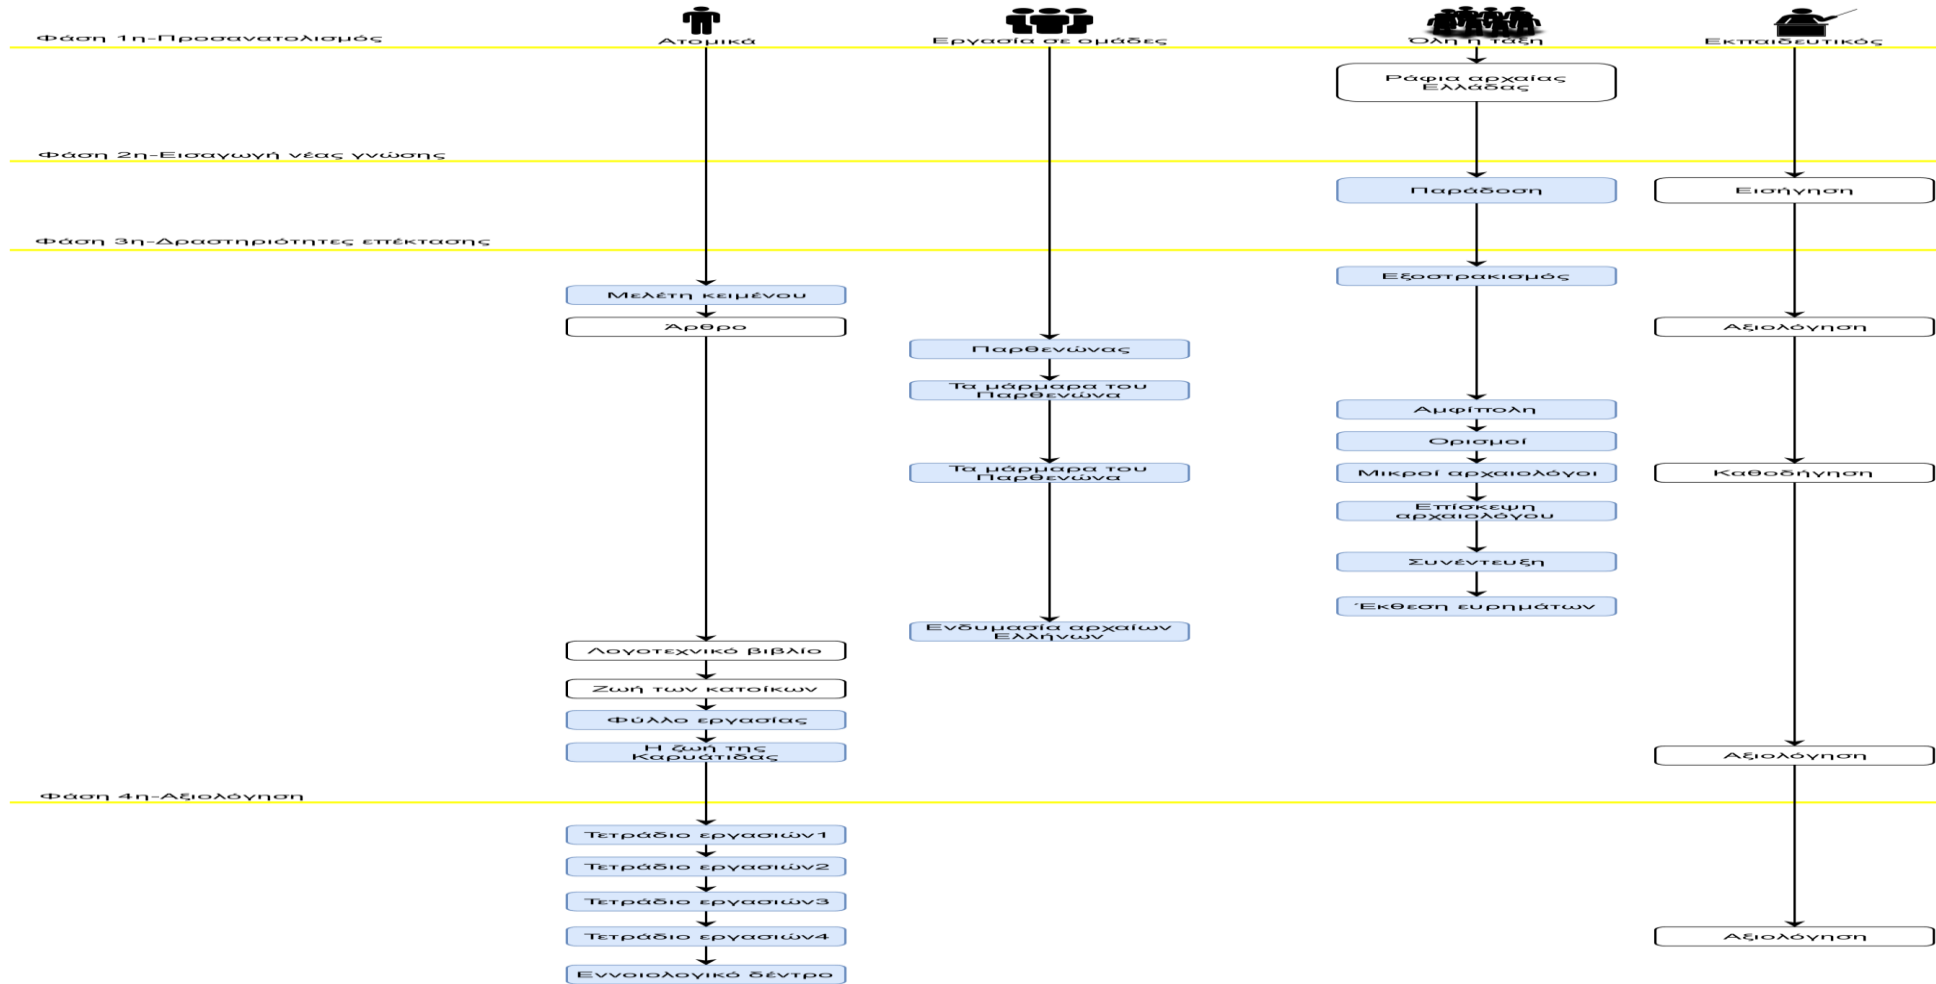 Φάση 1η-Προσανατολισμός
Ατομικά
Εργασία σε ομάδες
Όλη η τάξη
Εκπαιδευτικός
Ράφια αρχαίας
Ελλάδας
Φάση 2η-Εισαγωγή νέας γνώσης
Παράδοση
Εισήγηση
Φάση 3η-Δραστηριότητες επέκτασης
Εξοστρακισμός
Μελέτη κειμένου
Άρθρο
Αξιολόγηση
Παρθενώνας
Τα μάρμαρα του
Παρθενώνα
Αμφίπολη
Ορισμοί
Τα μάρμαρα του
Παρθενώνα
Μικροί αρχαιολόγοι
Καθοδήγηση
Επίσκεψη
αρχαιολόγου
Συνέντευξη
Έκθεση ευρημάτων
Ενδυμασία αρχαίων
Ελλήνων
Λογοτεχνικό βιβλίο
Ζωή των κατοίκων
Φύλλο εργασίας
Η ζωή της
Καρυάτιδας
Αξιολόγηση
Φάση 4η-Αξιολόγηση
Τετράδιο εργασιών1
Τετράδιο εργασιών2
Τετράδιο εργασιών3
Τετράδιο εργασιών4
Αξιολόγηση
Εννοιολογικό δέντρο